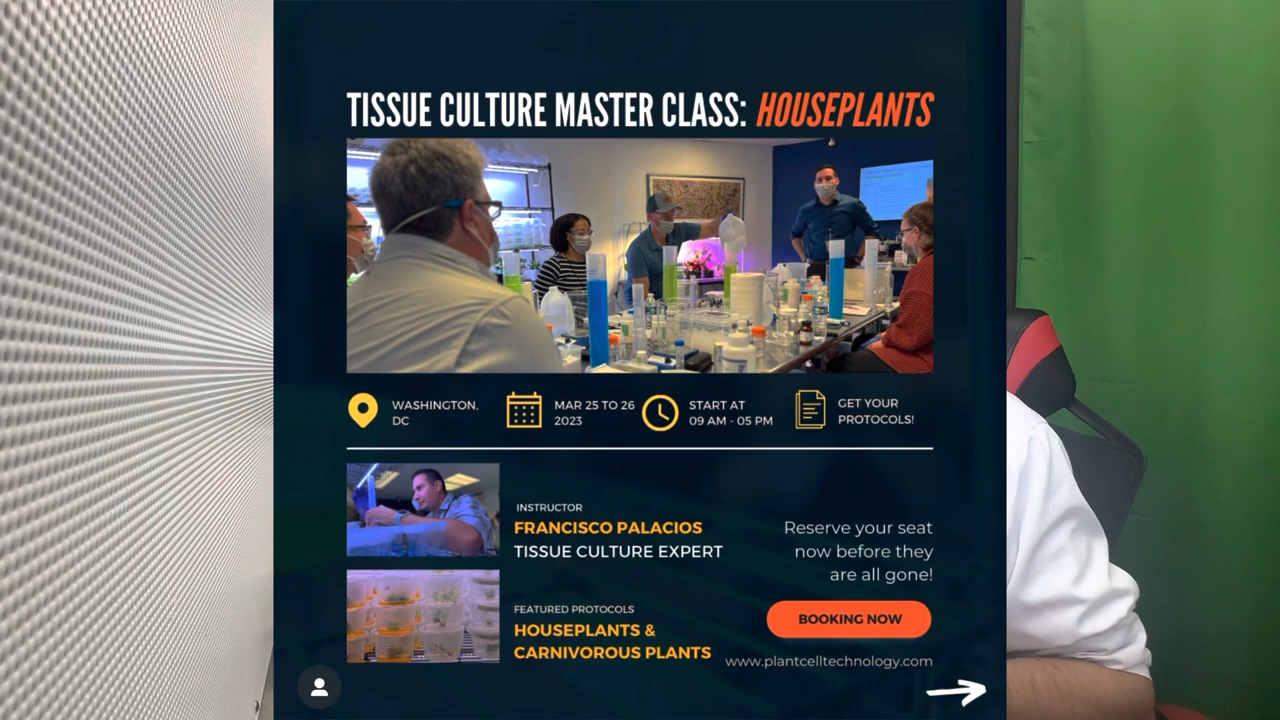 TISSUE CULTURE MASTER CLASS: HOUSEPLANTS
WASHINGTON,
DC
MAR 25 TO 26
2023
START AT
09 AM - 05 PM
GET YOUR
PROTOCOLS!
INSTRUCTOR
FRANCISCO PALACIOS
TISSUE CULTURE EXPERT
FEATURED PROTOCOLS
HOUSEPLANTS &
CARNIVOROUS PLANTS
Reserve your seat
now before they
are all gone!
BOOKING NOW
www.plantcelltechnology.com